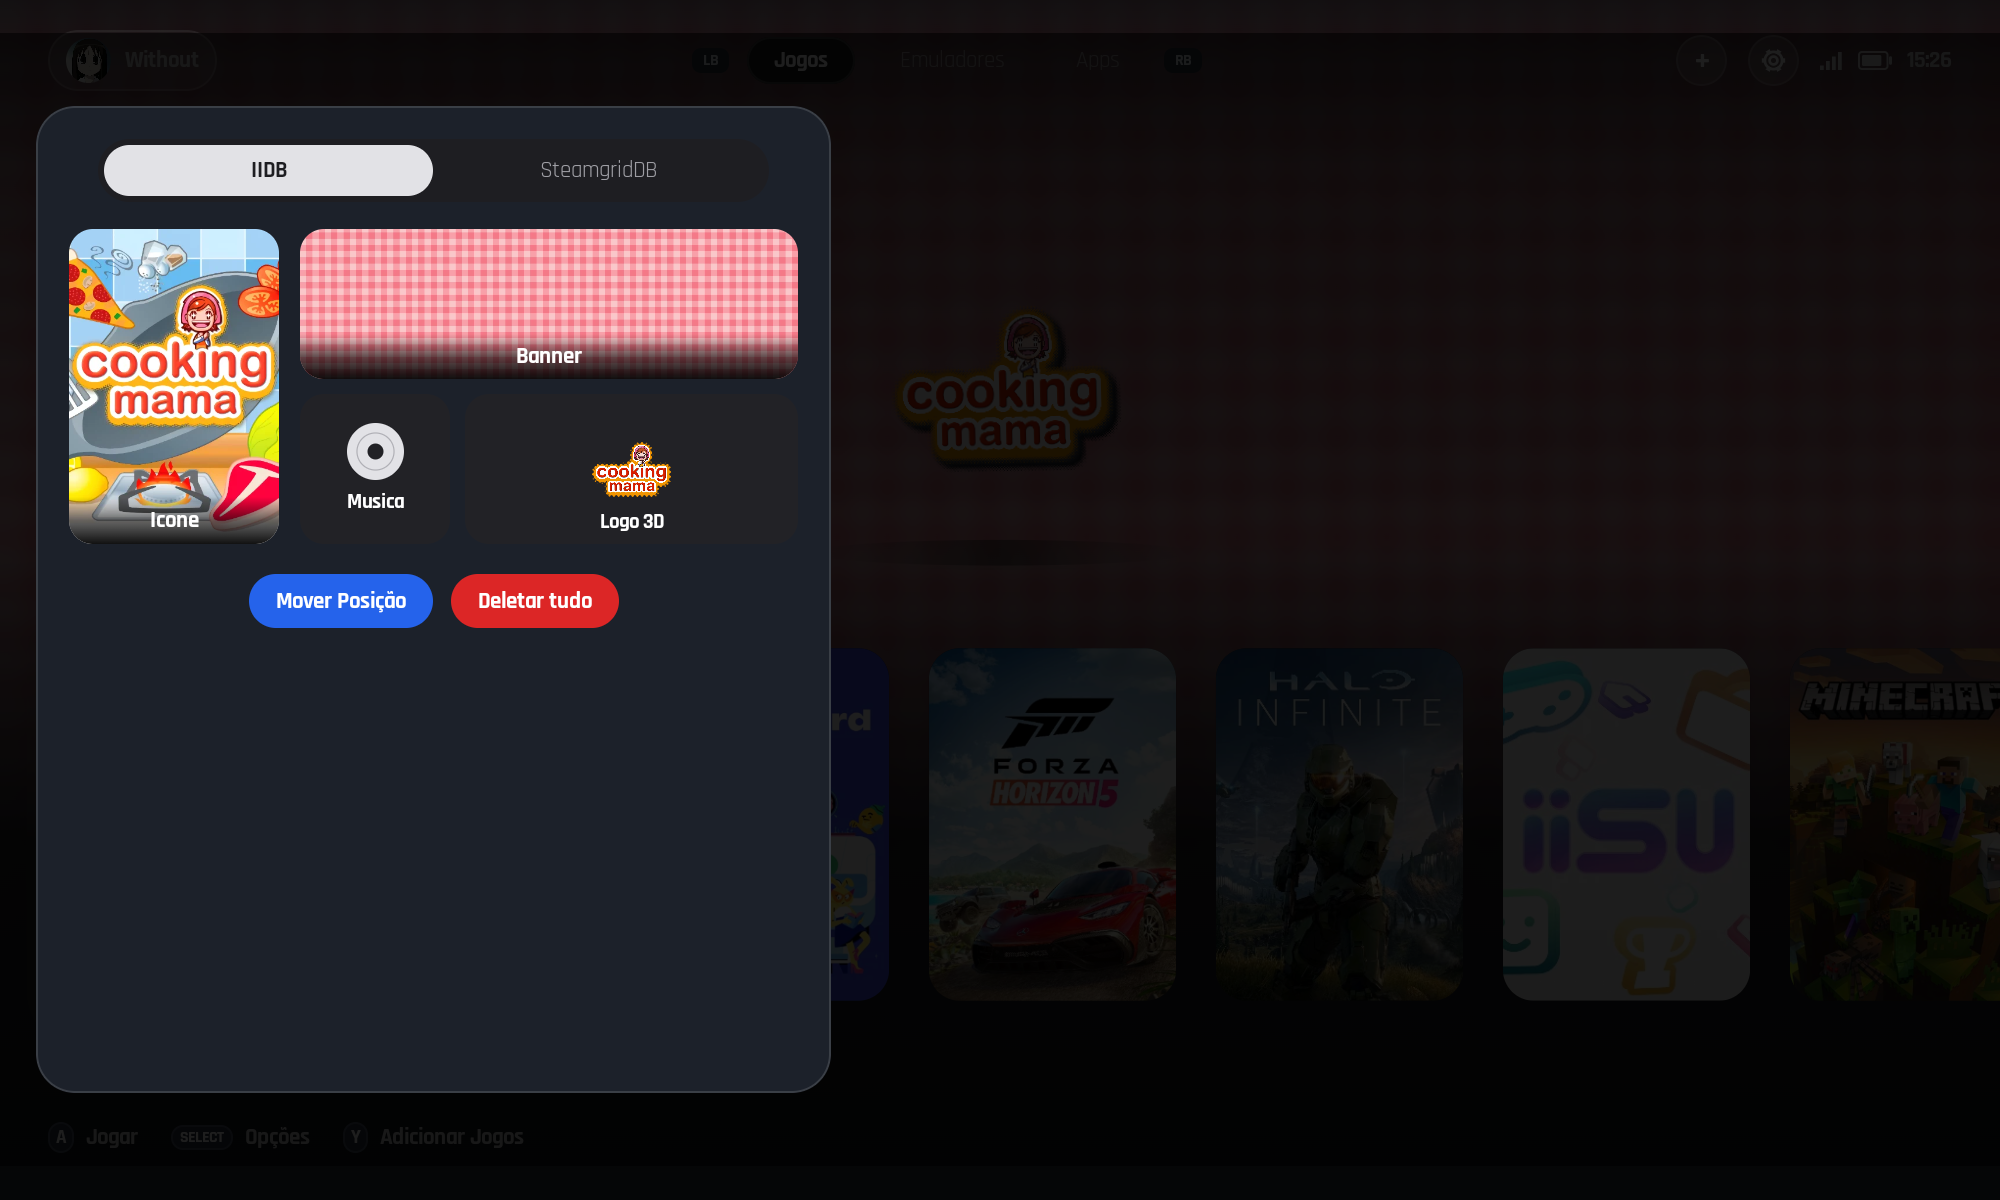 Without
LB
Jogos
Emuladores
Apps
RB
+
15:26
IIDB
SteamgridDB
cooking
mama
Icone
Banner
Musica
cooking
mama
Logo 3D
cooking
mama
Mover Posição
Deletar tudo
rd
FORZA
HORIZON 5
HALO
INFINITE
iiSU
MINECRAF
A Jogar
SELECT Opções
Y Adicionar Jogos